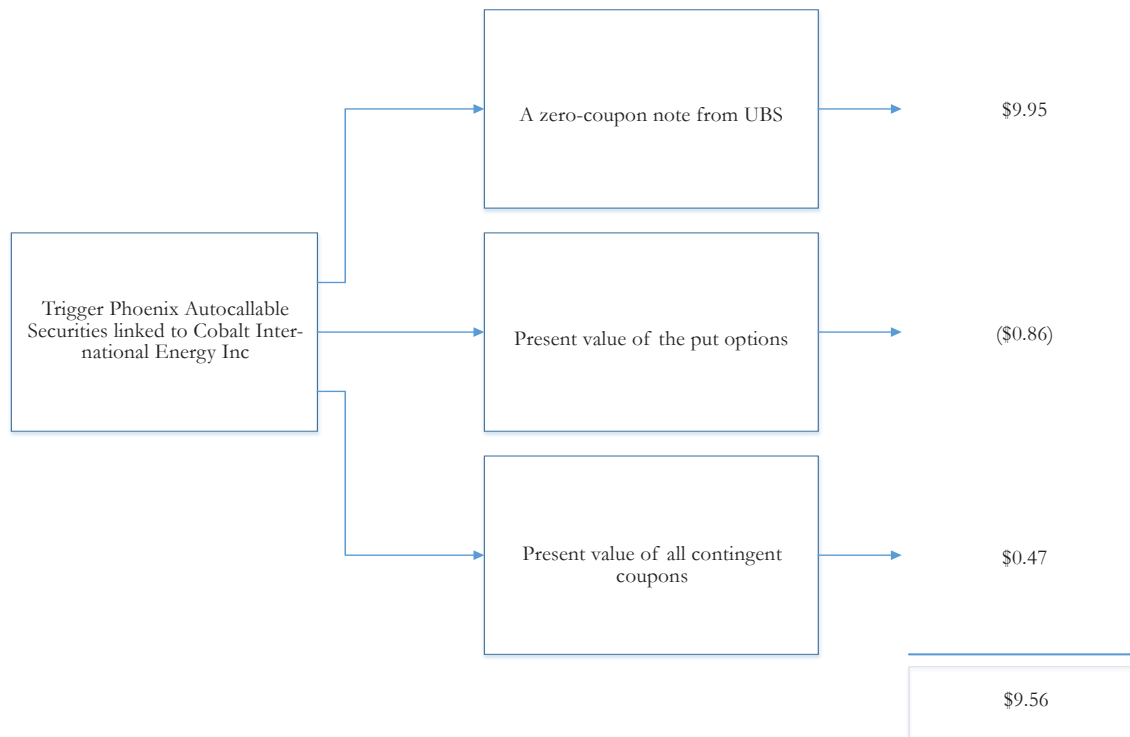 A zero-coupon note from UBS
$9.95
Trigger Phoenix Autocallable
Securities linked to Cobalt Inter-
national Energy Inc
Present value of the put options
($0.86)
Present value of all contingent
coupons
$0.47
$9.56